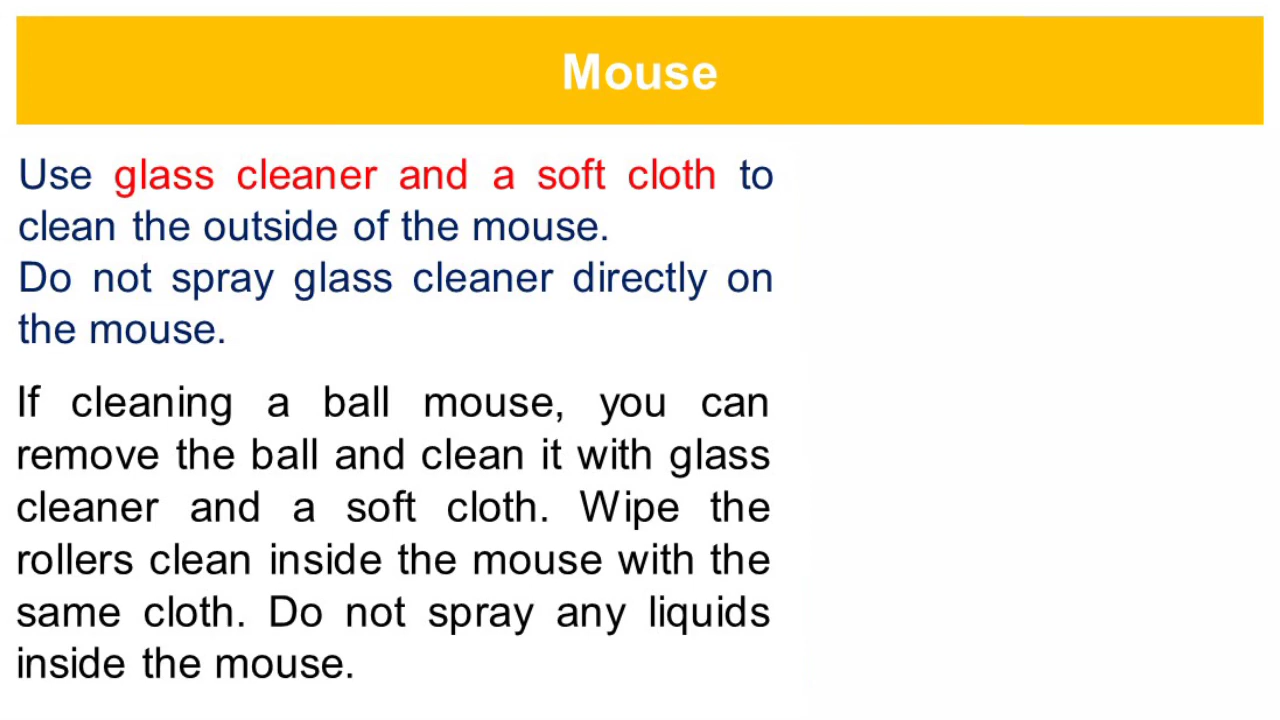 Mouse
Use glass cleaner and a soft cloth to
clean the outside of the mouse.
Do not spray glass cleaner directly on
the mouse.
If cleaning a ball mouse, you can
remove the ball and clean it with glass
cleaner and a soft cloth. Wipe the
rollers clean inside the mouse with the
same cloth. Do not spray any liquids
inside the mouse.